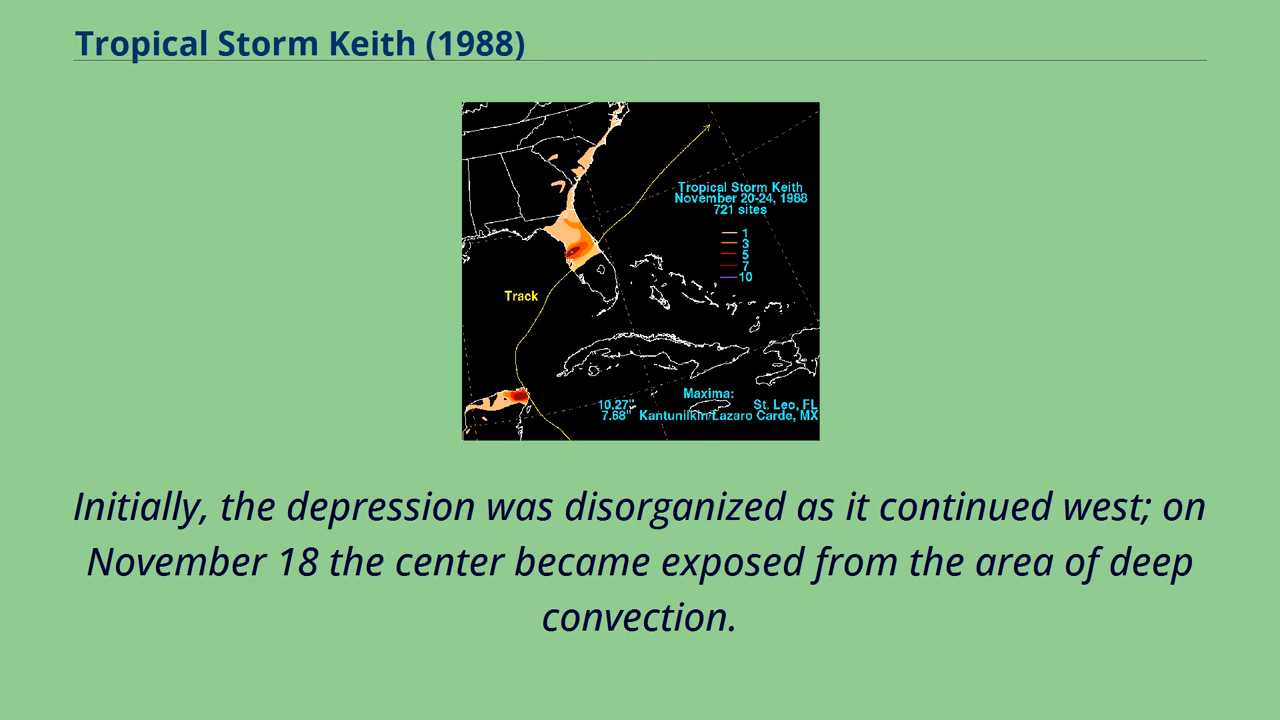 Tropical Storm Keith (1988)
Tropical Storm Keith
November 20-24, 1988
721 sites
1
3
5
7
10
Track
Maxima:
10.27" St. Leo, FL
7.68" Kantunilkin/Lazaro Carde, MX
Initially, the depression was disorganized as it continued west; on
November 18 the center became exposed from the area of deep
convection.